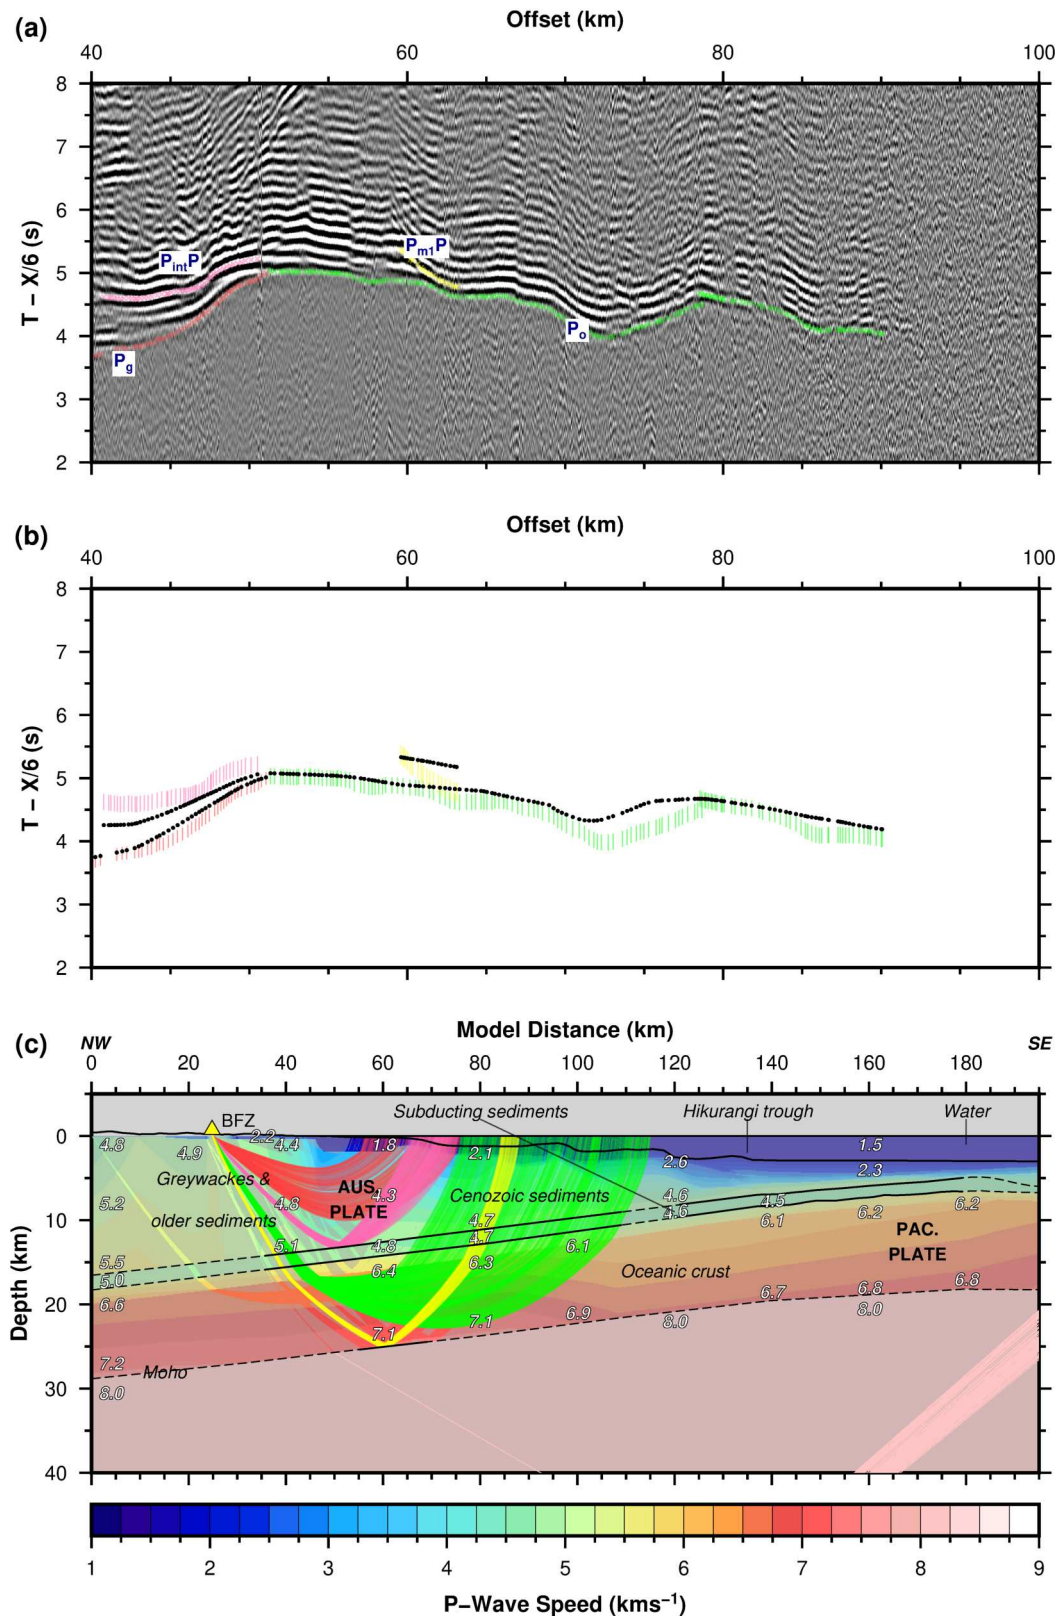 (a)
Offset (km)
40 60 80 100
8
7
6
5
4
3
2
T − X/6 (s)
PintP
Pm1P
Po
Pg
(b)
Offset (km)
40 60 80 100
8
7
6
5
4
3
2
T − X/6 (s)
(c)
Model Distance (km)
NW SE
0 20 40 60 80 100 120 140 160 180
BFZ Subducting sediments Hikurangi trough Water
0
10
20
30
40
Depth (km)
4.8 4.9 2.2 4.4 1.8 2.1 2.6 1.5
2.3
Greywackes &
older sediments
5.2 4.8 4.3
AUS.
PLATE
Cenozoic sediments
4.6 4.5
4.6 6.1 6.2 6.2
4.7
4.7
5.1 4.8 6.1
PAC.
PLATE
5.5
5.0
6.4 6.3
Oceanic crust
6.6 6.7 6.8 6.8
7.1 7.1 6.9
8.0 8.0
7.2
Moho
8.0
1 2 3 4 5 6 7 8 9
P−Wave Speed (kms⁻¹)